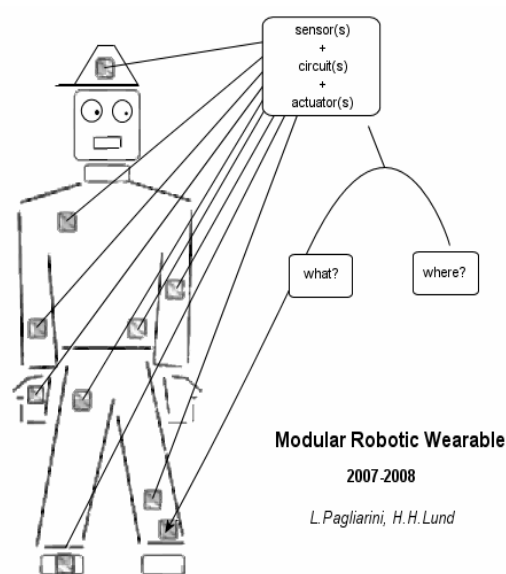 sensor(s)
+
circuit(s)
+
actuator(s)
what?
where?
Modular Robotic Wearable
2007-2008
L.Pagliarini, H.H.Lund